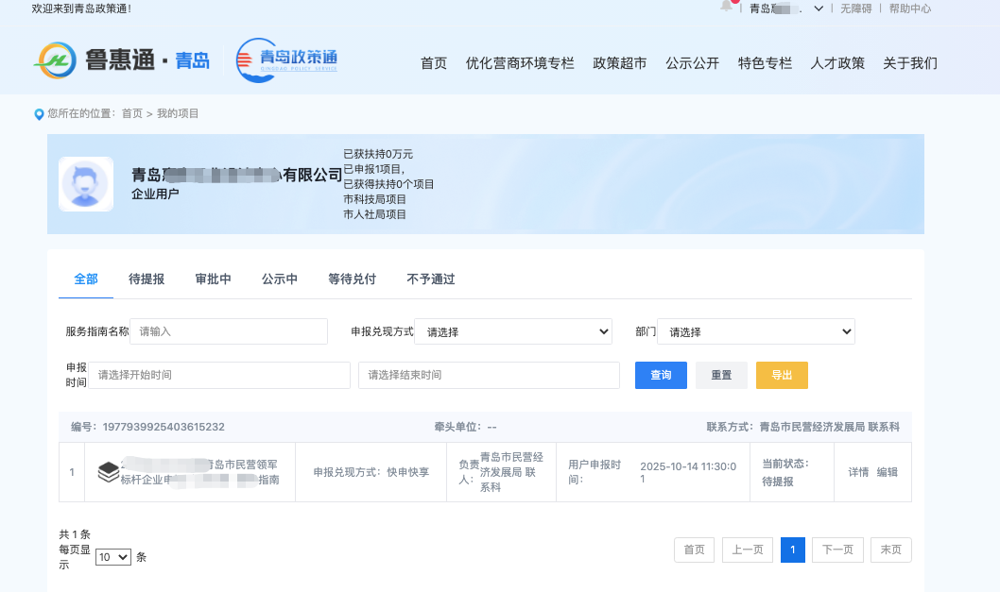 欢迎来到青岛政策通!
青岛
无障碍
帮助中心
鲁惠通·青岛
青岛政策通
QINGDAO POLICY SERVICE
首页 优化营商环境专栏 政策超市 公示公开 特色专栏 人才政策 关于我们
您所在的位置：首页 > 我的项目
青岛
有限公司
企业用户
已获扶持0万元
已申报1项目,
已获得扶持0个项目
市科技局项目
市人社局项目
全部 待提报 审批中 公示中 等待兑付 不予通过
服务指南名称 请输入 申报兑现方式 请选择 部门 请选择
申报
时间 请选择开始时间 请选择结束时间 查询 重置 导出
编号：1977939925403615232 牵头单位：-- 联系方式：青岛市民营经济发展局 联系科
1
青岛市民营领军
标杆企业申
指南
申报兑现方式：快申快享
负责
人：
青岛市民营经
济发展局 联
系科
用户申报时
间：
2025-10-14 11:30:0
1
当前状态：
待提报
详情 编辑
共 1 条
每页显
示 10 条
首页 上一页 1 下一页 末页